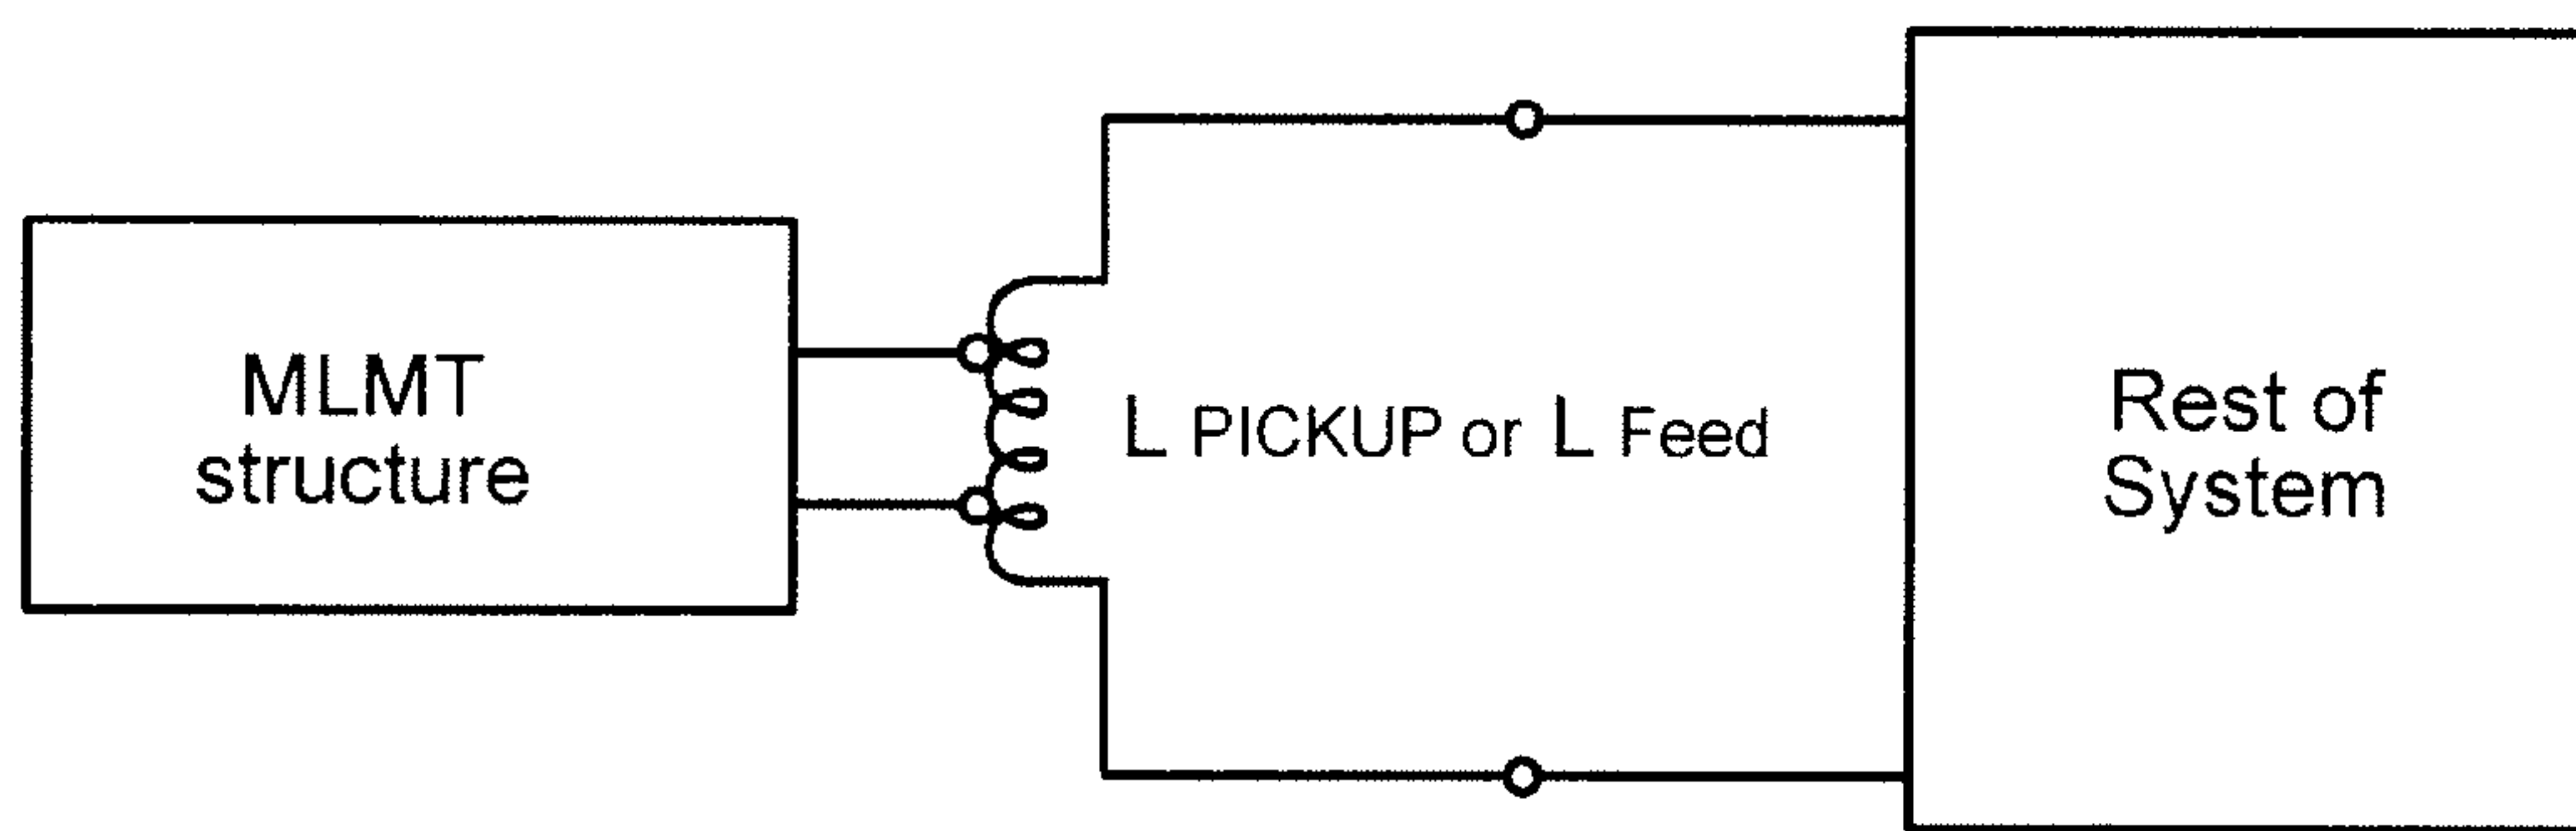 MLMT
structure
L PICKUP or L Feed
Rest of
System